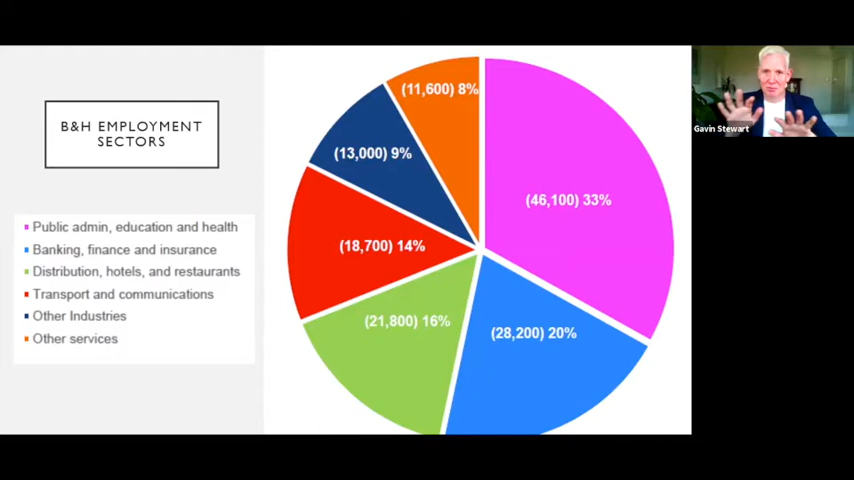 B&H EMPLOYMENT
SECTORS
Public admin, education and health
Banking, finance and insurance
Distribution, hotels, and restaurants
Transport and communications
Other Industries
Other services
(11,600) 8%
(46,100) 33%
(13,000) 9%
(18,700) 14%
(21,800) 16%
(28,200) 20%
Gavin Stewart